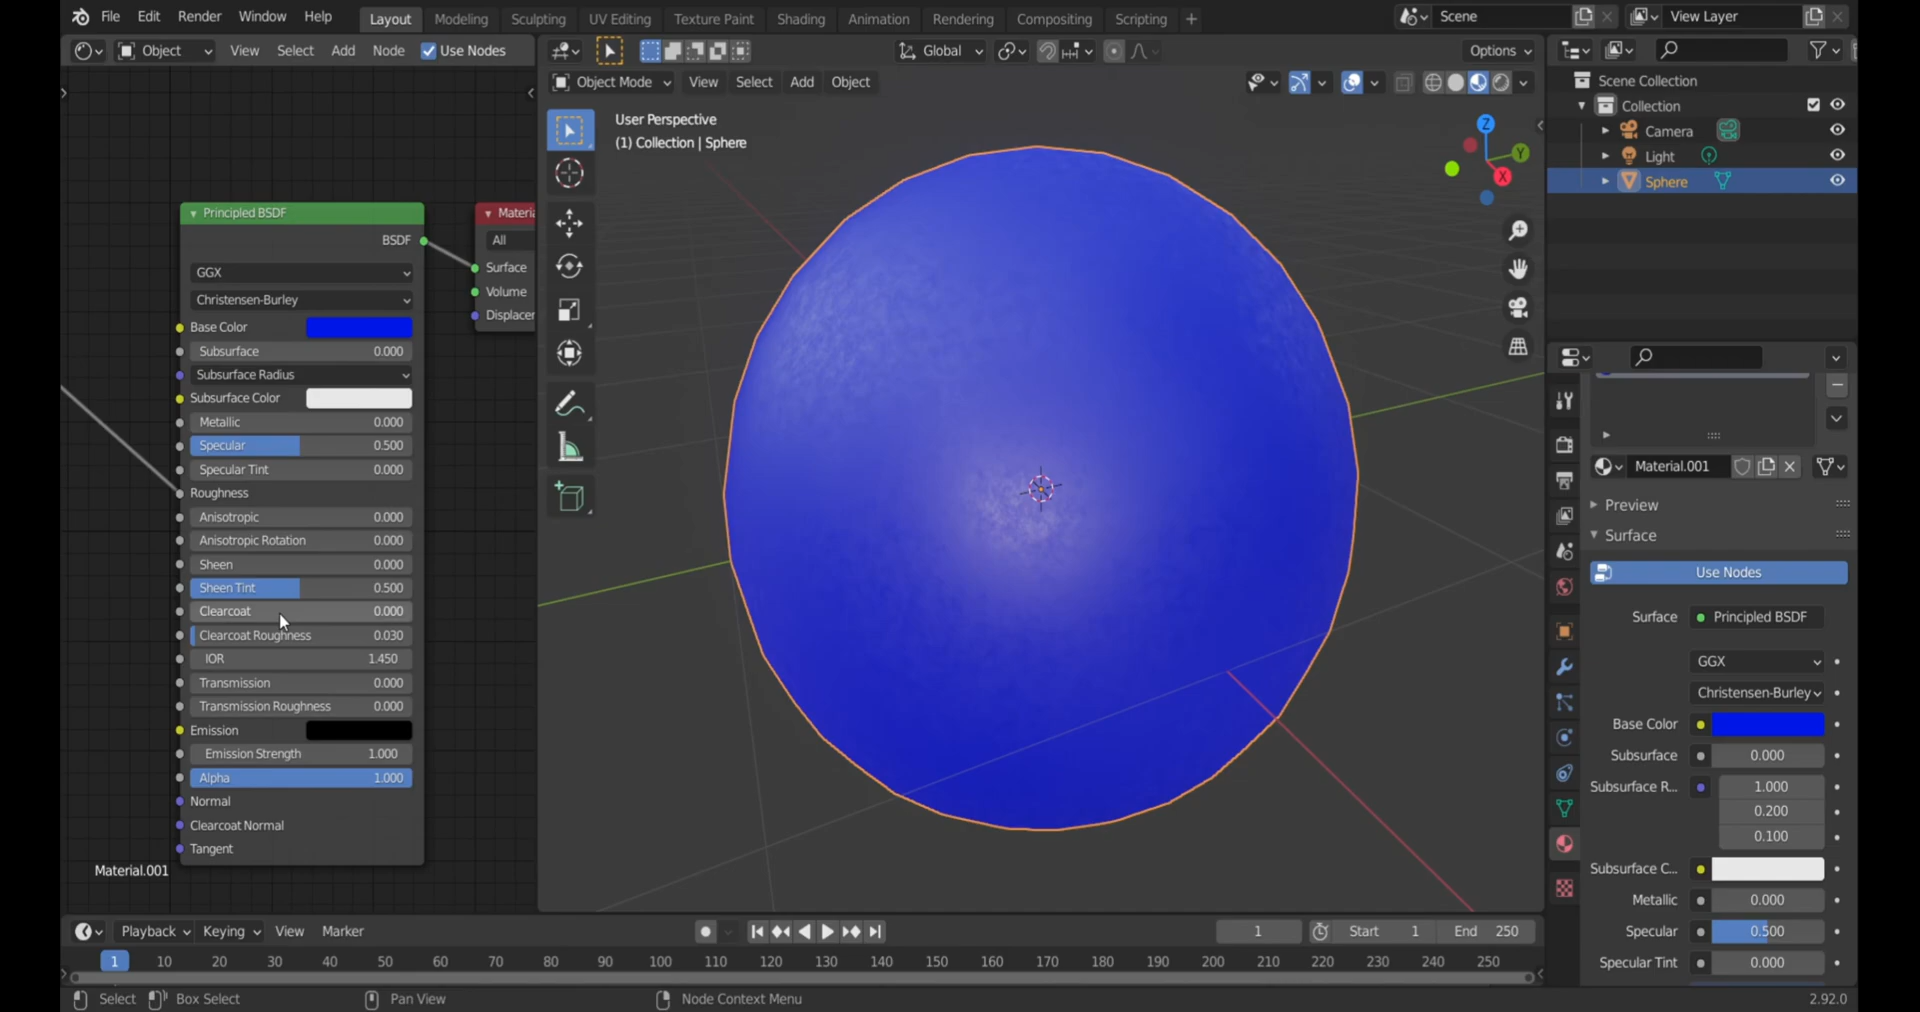 File Edit Render Window Help Layout Modeling Sculpting UV Editing Texture Paint Shading Animation Rendering Compositing Scripting + Scene View Layer
Object View Select Add Node Use Nodes Global Options
Object Mode View Select Add Object
User Perspective
(1) Collection | Sphere
Z
Y
X
Scene Collection
Collection
Camera
Light
Sphere
Principled BSDF
BSDF
GGX
Christensen-Burley
Base Color
Subsurface 0.000
Subsurface Radius
Subsurface Color
Metallic 0.000
Specular 0.500
Specular Tint 0.000
Roughness
Anisotropic 0.000
Anisotropic Rotation 0.000
Sheen 0.000
Sheen Tint 0.500
Clearcoat 0.000
Clearcoat Roughness 0.030
IOR 1.450
Transmission 0.000
Transmission Roughness 0.000
Emission
Emission Strength 1.000
Alpha 1.000
Normal
Clearcoat Normal
Tangent
Material.001
Materia
All
Surface
Volume
Displacer
Material.001
Preview
Surface
Use Nodes
Surface Principled BSDF
GGX
Christensen-Burley
Base Color
Subsurface 0.000
Subsurface R... 1.000
0.200
0.100
Subsurface C...
Metallic 0.000
Specular 0.500
Specular Tint 0.000
Playback Keying View Marker 1 Start 1 End 250
1 10 20 30 40 50 60 70 80 90 100 110 120 130 140 150 160 170 180 190 200 210 220 230 240 250
Select Box Select Pan View Node Context Menu 2.92.0